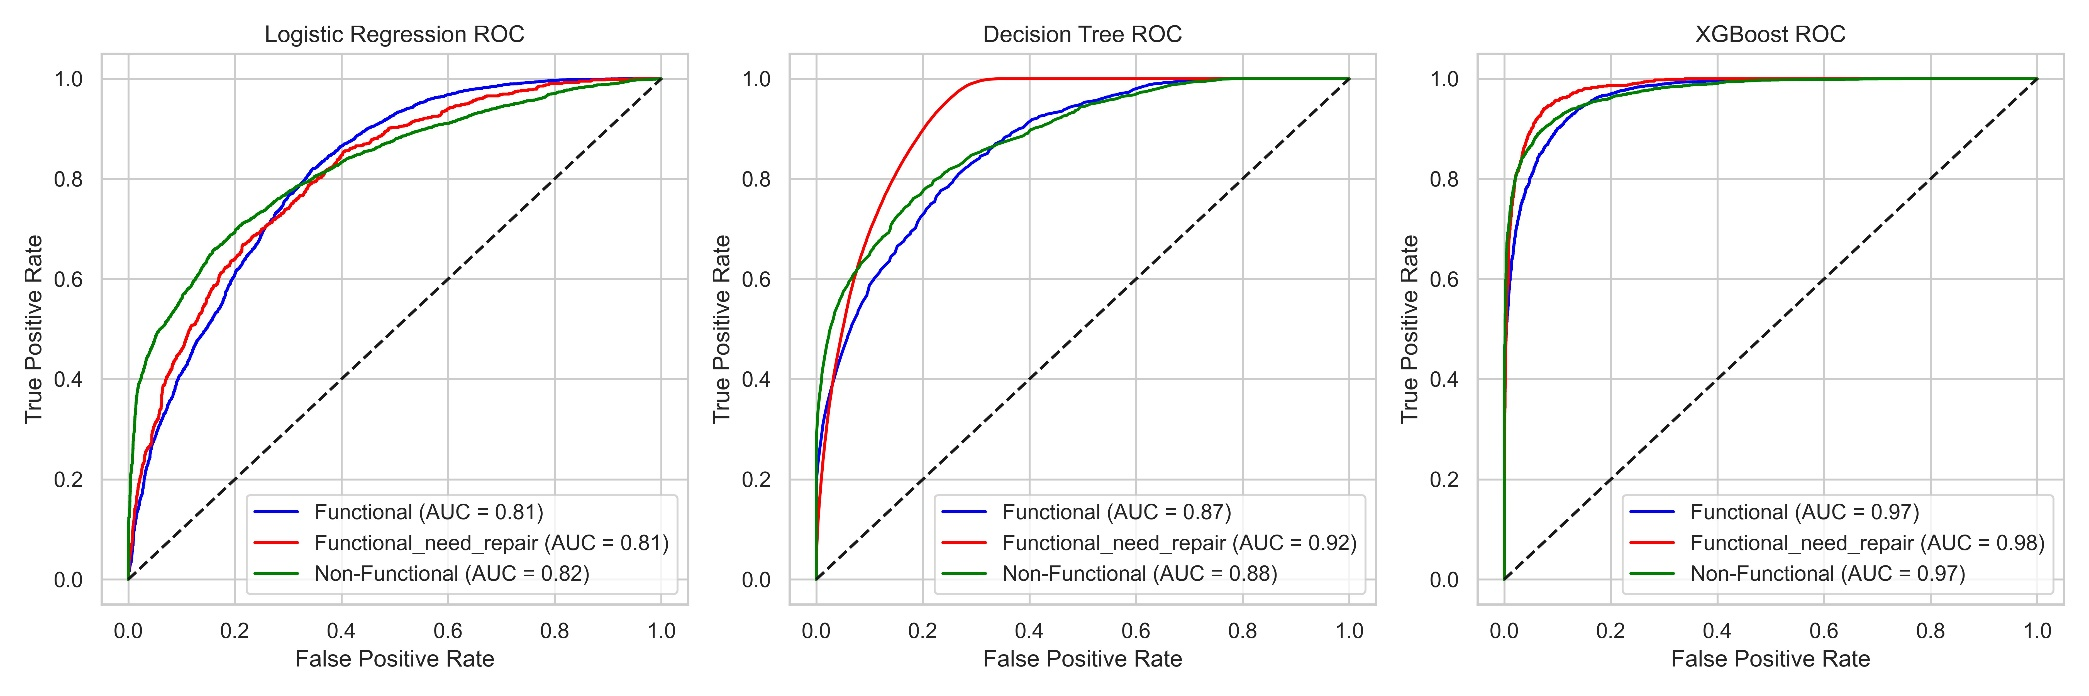 Logistic Regression ROC
True Positive Rate
1.0
0.8
0.6
0.4
0.2
0.0
Functional (AUC = 0.81)
Functional_need_repair (AUC = 0.81)
Non-Functional (AUC = 0.82)
0.0 0.2 0.4 0.6 0.8 1.0
False Positive Rate
Decision Tree ROC
True Positive Rate
1.0
0.8
0.6
0.4
0.2
0.0
Functional (AUC = 0.87)
Functional_need_repair (AUC = 0.92)
Non-Functional (AUC = 0.88)
0.0 0.2 0.4 0.6 0.8 1.0
False Positive Rate
XGBoost ROC
True Positive Rate
1.0
0.8
0.6
0.4
0.2
0.0
Functional (AUC = 0.97)
Functional_need_repair (AUC = 0.98)
Non-Functional (AUC = 0.97)
0.0 0.2 0.4 0.6 0.8 1.0
False Positive Rate